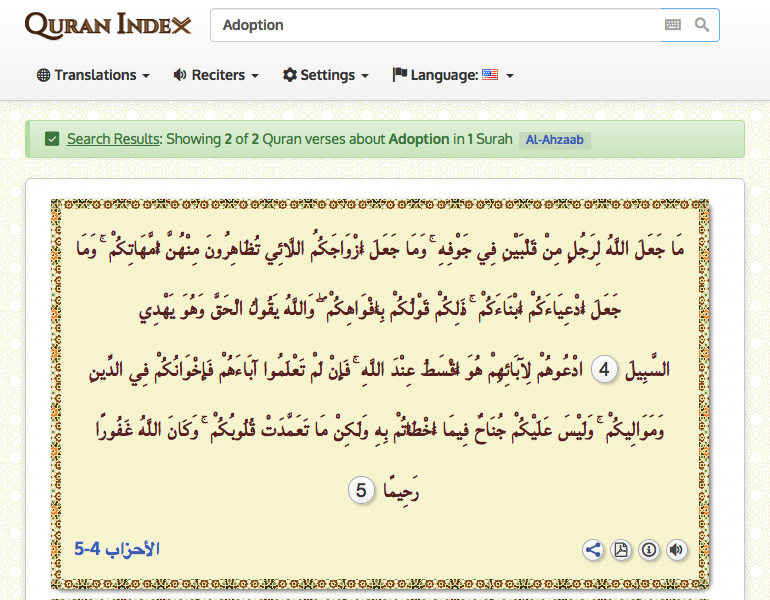 QURAN INDEX
Adoption
Translations Reciters Settings Language:
Search Results: Showing 2 of 2 Quran verses about Adoption in 1 Surah Al-Ahzaab
مَا جَعَلَ اللَّهُ لِرَجُلٍ مِنْ قَلْبَيْنِ فِي جَوْفِهِ ۚ وَمَا جَعَلَ أَزْوَاجَكُمُ اللَّائِي تُظَاهِرُونَ مِنْهُنَّ أُمَّهَاتِكُمْ ۚ وَمَا
جَعَلَ أَدْعِيَاءَكُمْ أَبْنَاءَكُمْ ۚ ذَلِكُمْ قَوْلُكُمْ بِأَفْوَاهِكُمْ ۖ وَاللَّهُ يَقُولُ الْحَقَّ وَهُوَ يَهْدِي
السَّبِيلَ 4 ادْعُوهُمْ لِآبَائِهِمْ هُوَ أَقْسَطُ عِنْدَ اللَّهِ ۚ فَإِنْ لَمْ تَعْلَمُوا آبَاءَهُمْ فَإِخْوَانُكُمْ فِي الدِّينِ
وَمَوَالِيكُمْ ۚ وَلَيْسَ عَلَيْكُمْ جُنَاحٌ فِيمَا أَخْطَأْتُمْ بِهِ وَلَكِنْ مَا تَعَمَّدَتْ قُلُوبُكُمْ ۚ وَكَانَ اللَّهُ غَفُورًا
رَحِيمًا 5
الأحزاب 4-5